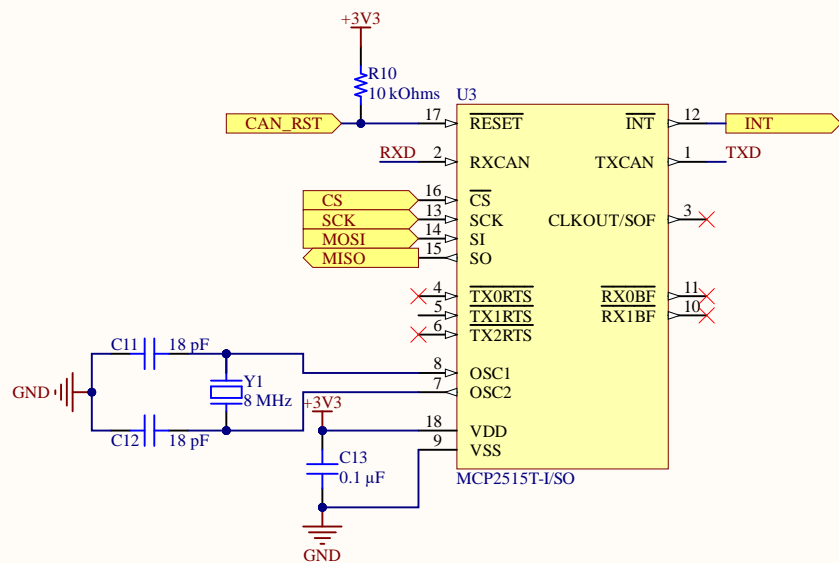 +3V3
R10
10 kOhms
U3
CAN_RST
17
RESET
INT
12
INT
RXD
2
RXCAN
TXCAN
1
TXD
CS
16
CS
SCK
13
SCK
CLKOUT/SOF
3
MOSI
14
SI
MISO
15
SO
4
TX0RTS
RX0BF
11
5
TX1RTS
RX1BF
10
6
TX2RTS
C11
18 pF
8
OSC1
GND
Y1
8 MHz
7
OSC2
+3V3
C12
18 pF
18
VDD
9
VSS
C13
0.1 µF
MCP2515T-I/SO
GND